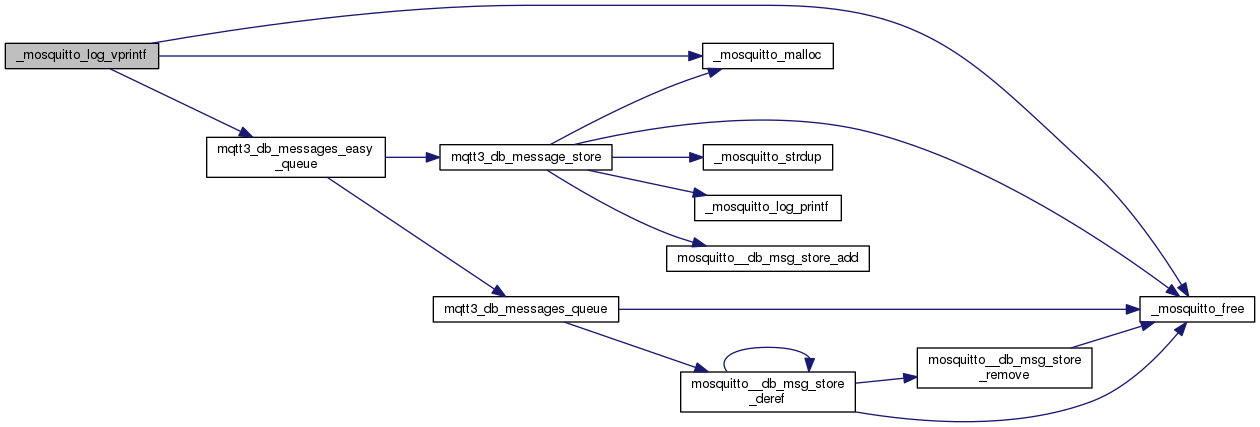 _mosquitto_log_vprintf
_mosquitto_malloc
mqtt3_db_messages_easy
_queue
mqtt3_db_message_store
_mosquitto_strdup
_mosquitto_log_printf
mosquitto__db_msg_store_add
mqtt3_db_messages_queue
_mosquitto_free
mosquitto__db_msg_store
_deref
mosquitto__db_msg_store
_remove